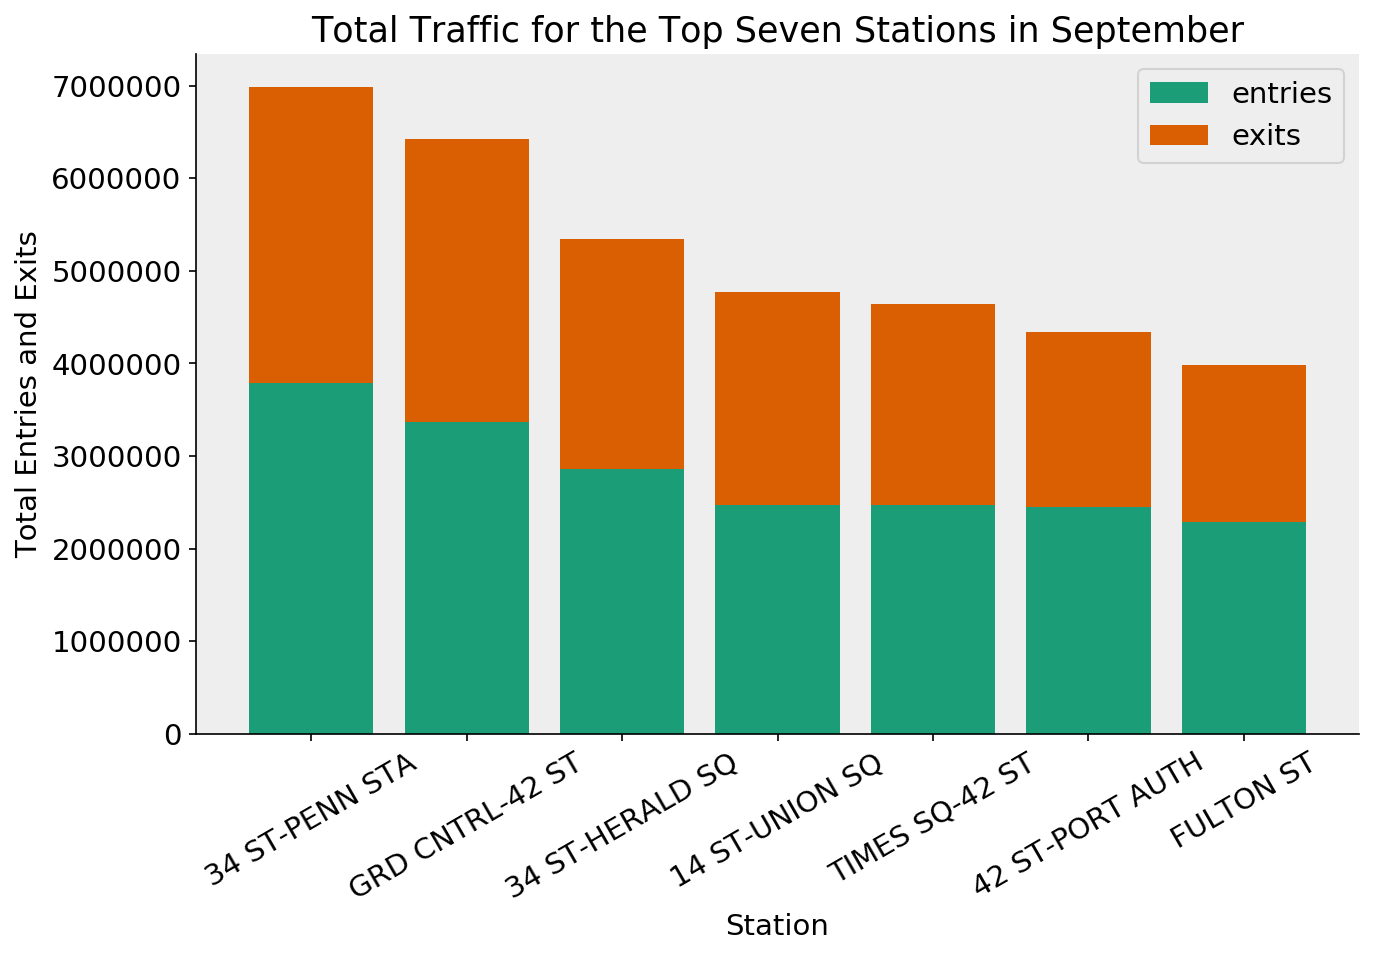 Total Traffic for the Top Seven Stations in September
entries
exits
Total Entries and Exits
7000000
6000000
5000000
4000000
3000000
2000000
1000000
0
34 ST-PENN STA
GRD CNTRL-42 ST
34 ST-HERALD SQ
14 ST-UNION SQ
TIMES SQ-42 ST
42 ST-PORT AUTH
FULTON ST
Station